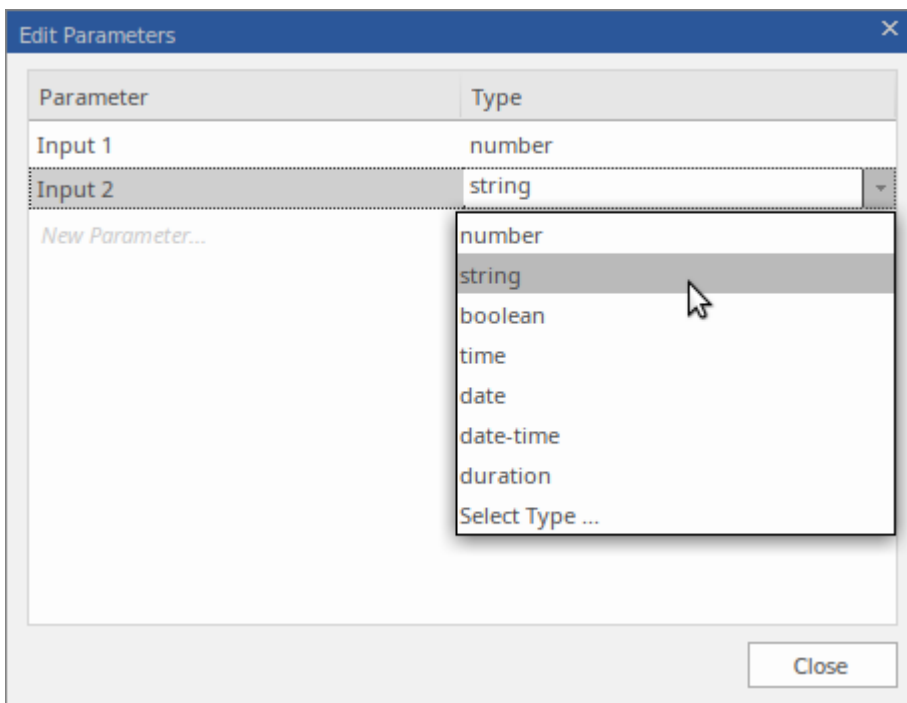 Edit Parameters
Parameter Type
Input 1 number
Input 2 string
New Parameter...
number
string
boolean
time
date
date-time
duration
Select Type ...
Close